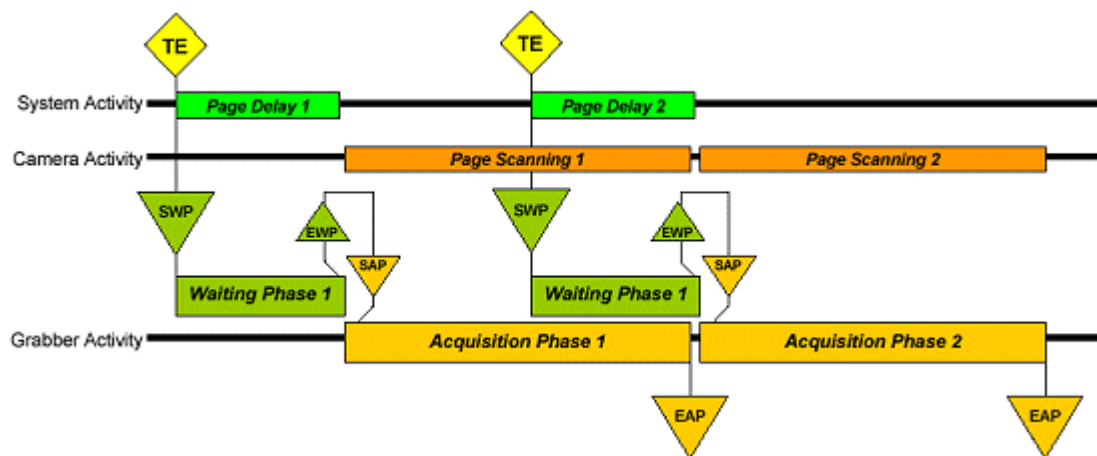 TE
TE
System Activity
Page Delay 1
Page Delay 2
Camera Activity
Page Scanning 1
Page Scanning 2
SWP
EWP
SAP
SWP
EWP
SAP
Waiting Phase 1
Waiting Phase 1
Grabber Activity
Acquisition Phase 1
Acquisition Phase 2
EAP
EAP